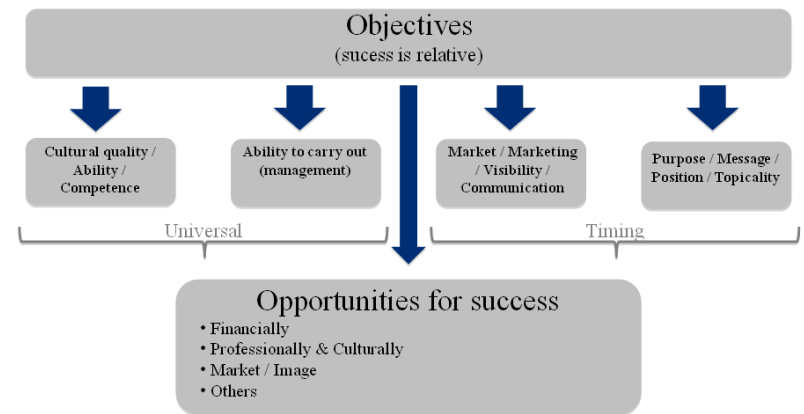 Objectives
(sucess is relative)
Cultural quality /
Ability /
Competence
Ability to carry out
(management)
Market / Marketing
/ Visibility /
Communication
Purpose / Message /
Position / Topicality
Universal
Timing
Opportunities for success
• Financially
• Professionally & Culturally
• Market / Image
• Others